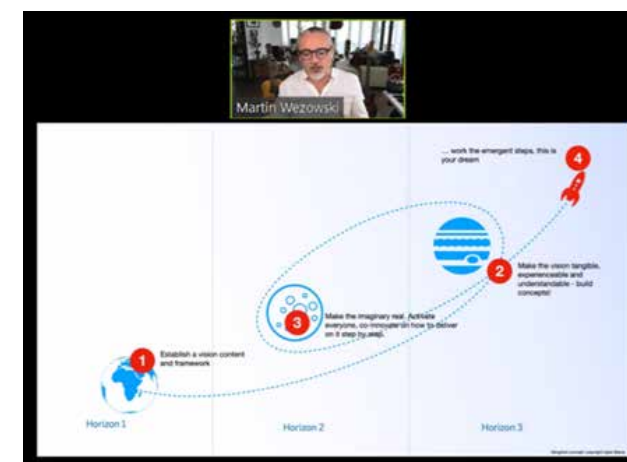 Martin Wezowski
... work the emergent steps, this is
your dream
4
2
Make the vision tangible,
experienceable and
understandable - build
concepts!
3
Make the imaginary real. Activate
everyone, co-innovate on how to deliver
on it step by step.
1
Establish a vision content
and framework
Horizon 1
Horizon 2
Horizon 3